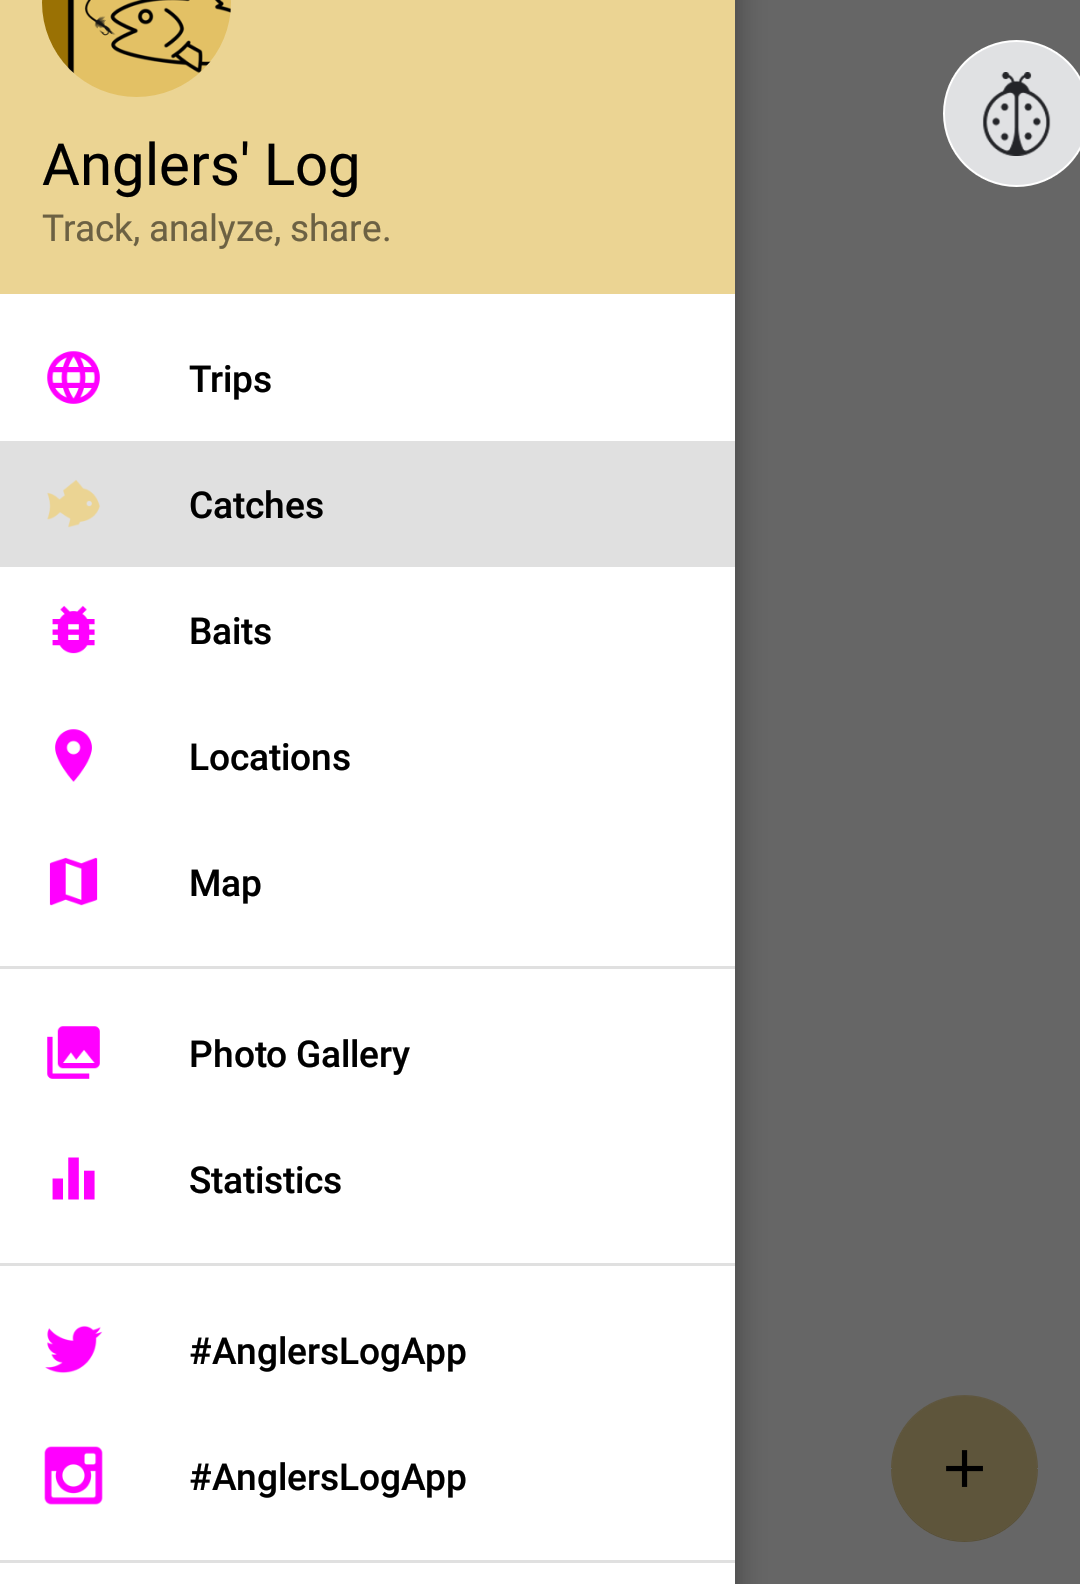 Anglers' Log
Track, analyze, share.
Trips
Catches
Baits
Locations
Map
Photo Gallery
Statistics
#AnglersLogApp
#AnglersLogApp